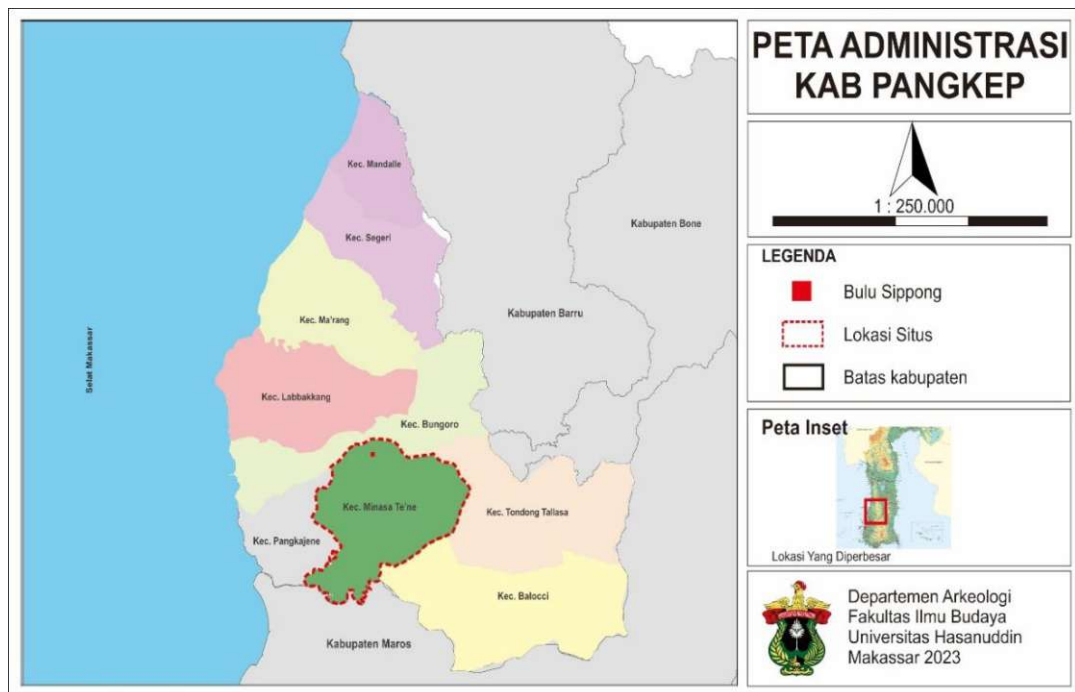 PETA ADMINISTRASI
KAB PANGKEP
1 : 250.000
LEGENDA
Bulu Sippong
Lokasi Situs
Batas kabupaten
Peta Inset
Lokasi Yang Diperbesar
Departemen Arkeologi
Fakultas Ilmu Budaya
Universitas Hasanuddin
Makassar 2023
Selat Makassar
Kec. Mandalle
Kec. Segeri
Kabupaten Bone
Kec. Ma'rang
Kabupaten Barru
Kec. Labbakkang
Kec. Bungoro
Kec. Minasa Te'ne
Kec. Tondong Tallasa
Kec. Pangkajene
Kec. Balocci
Kabupaten Maros